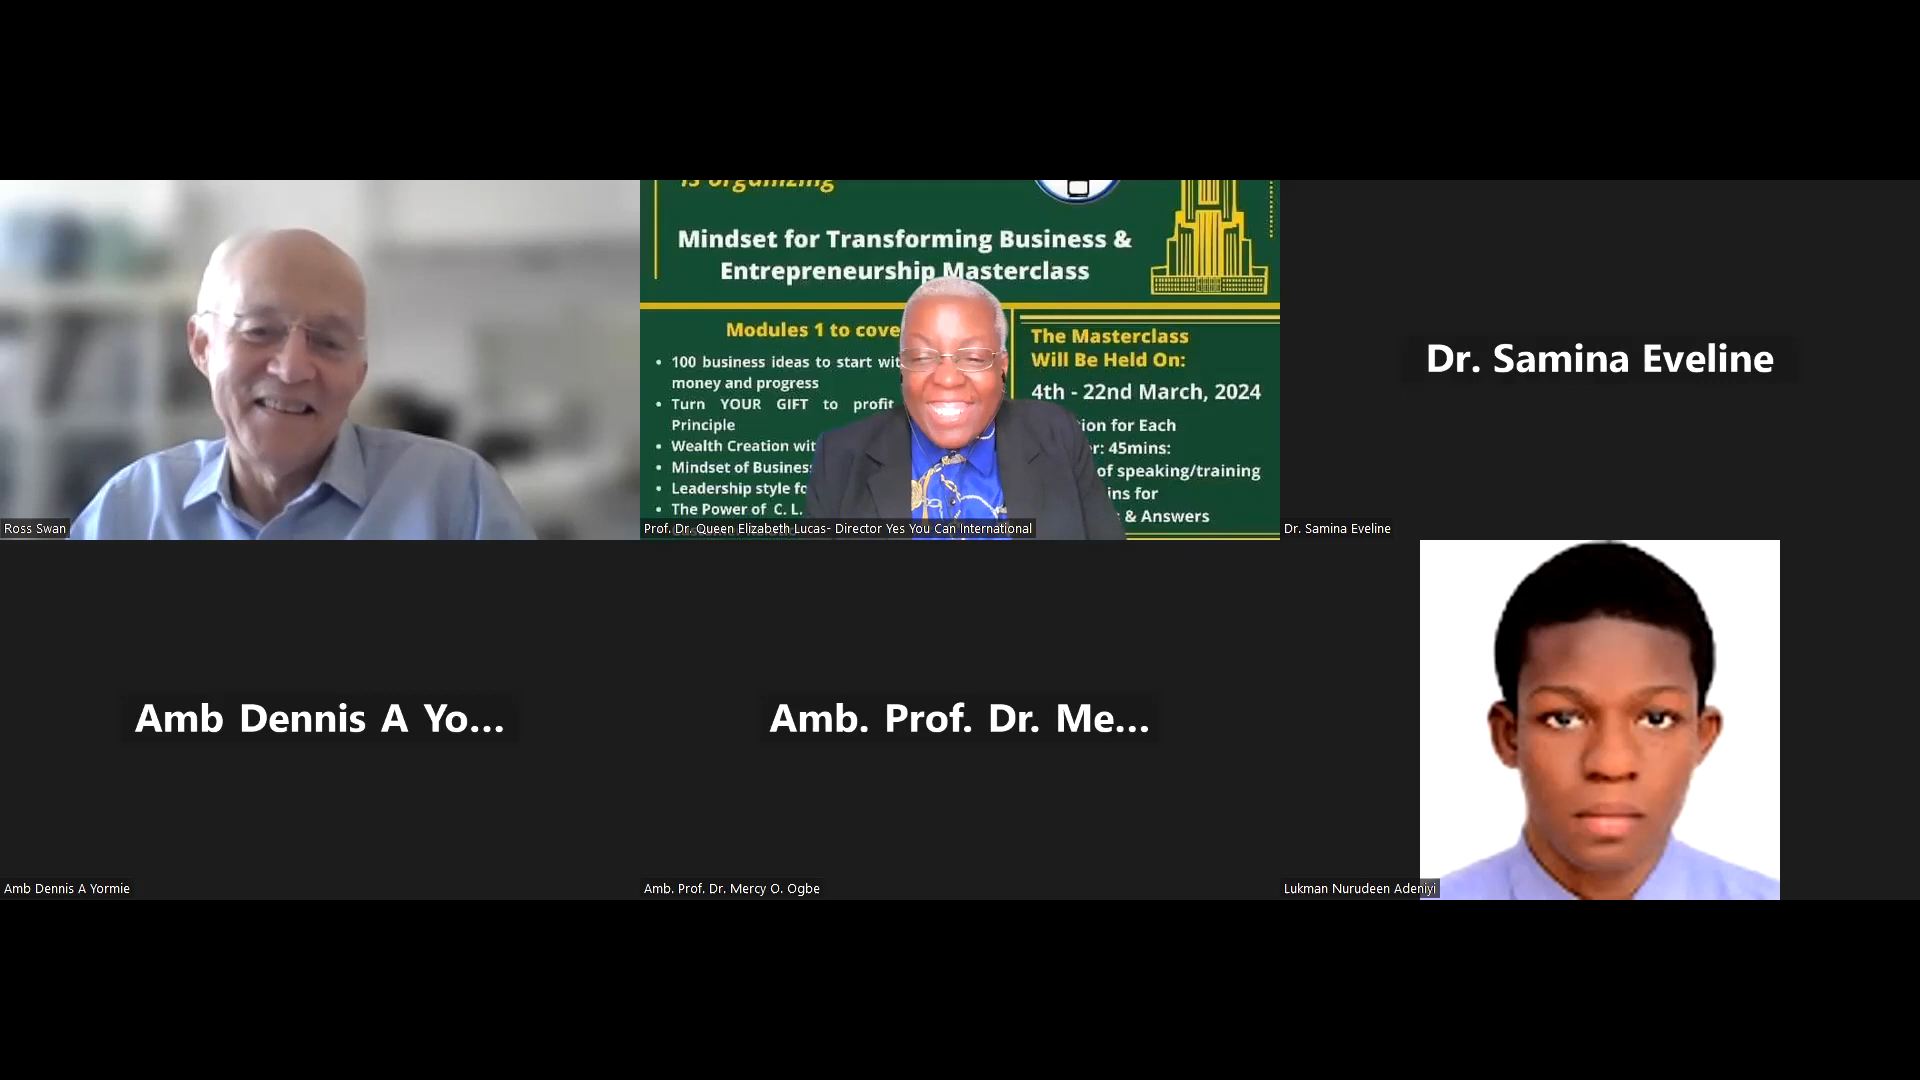 is organizing
Mindset for Transforming Business &
Entrepreneurship Masterclass
Modules 1 to cove
• 100 business ideas to start wit
money and progress
• Turn YOUR GIFT to profit
Principle
• Wealth Creation wit
• Mindset of Business
• Leadership style fo
• The Power of C. L.
The Masterclass
Will Be Held On:
4th - 22nd March, 2024
ion for Each
r: 45mins:
of speaking/training
ins for
& Answers
Dr. Samina Eveline
Ross Swan
Prof. Dr. Queen Elizabeth Lucas- Director Yes You Can International
Dr. Samina Eveline
Amb Dennis A Yo...
Amb. Prof. Dr. Me...
Amb Dennis A Yormie
Amb. Prof. Dr. Mercy O. Ogbe
Lukman Nurudeen Adeniyi